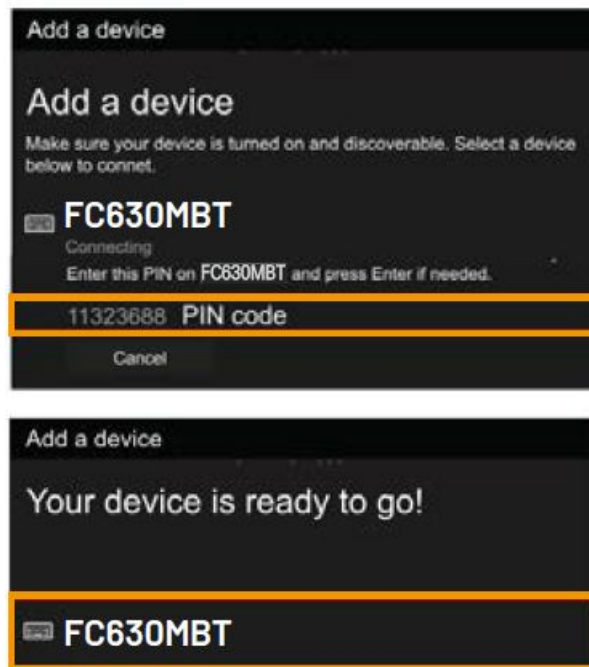 Add a device
Add a device
Make sure your device is turned on and discoverable. Select a device
below to connet.
FC630MBT
Connecting
Enter this PIN on FC630MBT and press Enter if needed.
11323688 PIN code
Cancel
Add a device
Your device is ready to go!
FC630MBT